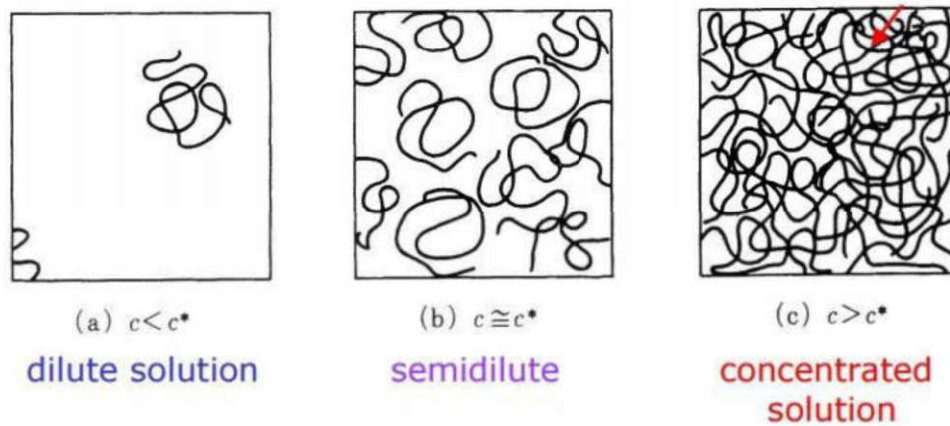 (a) c<c*
(b) c≅c*
(c) c>c*
dilute solution
semidilute
concentrated
solution